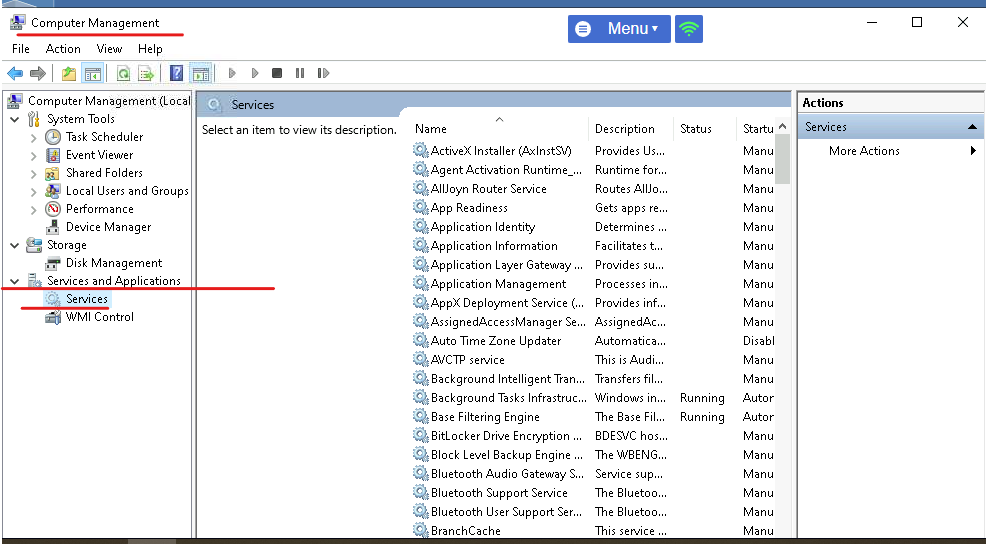 Computer Management
Menu
File Action View Help
Computer Management (Local
System Tools
Task Scheduler
Event Viewer
Shared Folders
Local Users and Groups
Performance
Device Manager
Storage
Disk Management
Services and Applications
Services
WMI Control
Services
Select an item to view its description.
Name Description Status Startu
ActiveX Installer (AxInstSV) Provides Us... Manu
Agent Activation Runtime_... Runtime for... Manu
AllJoyn Router Service Routes AllJo... Manu
App Readiness Gets apps re... Manu
Application Identity Determines ... Manu
Application Information Facilitates t... Manu
Application Layer Gateway ... Provides su... Manu
Application Management Processes in... Manu
AppX Deployment Service (... Provides inf... Manu
AssignedAccessManager Se... AssignedAc... Manu
Auto Time Zone Updater Automatica... Disabl
AVCTP service This is Audi... Manu
Background Intelligent Tran... Transfers fil... Manu
Background Tasks Infrastruc... Windows in... Running Autor
Base Filtering Engine The Base Fil... Running Autor
BitLocker Drive Encryption ... BDESVC hos... Manu
Block Level Backup Engine ... The WBENG... Manu
Bluetooth Audio Gateway S... Service sup... Manu
Bluetooth Support Service The Bluetoo... Manu
Bluetooth User Support Ser... The Bluetoo... Manu
BranchCache This service ... Manu
Actions
Services
More Actions